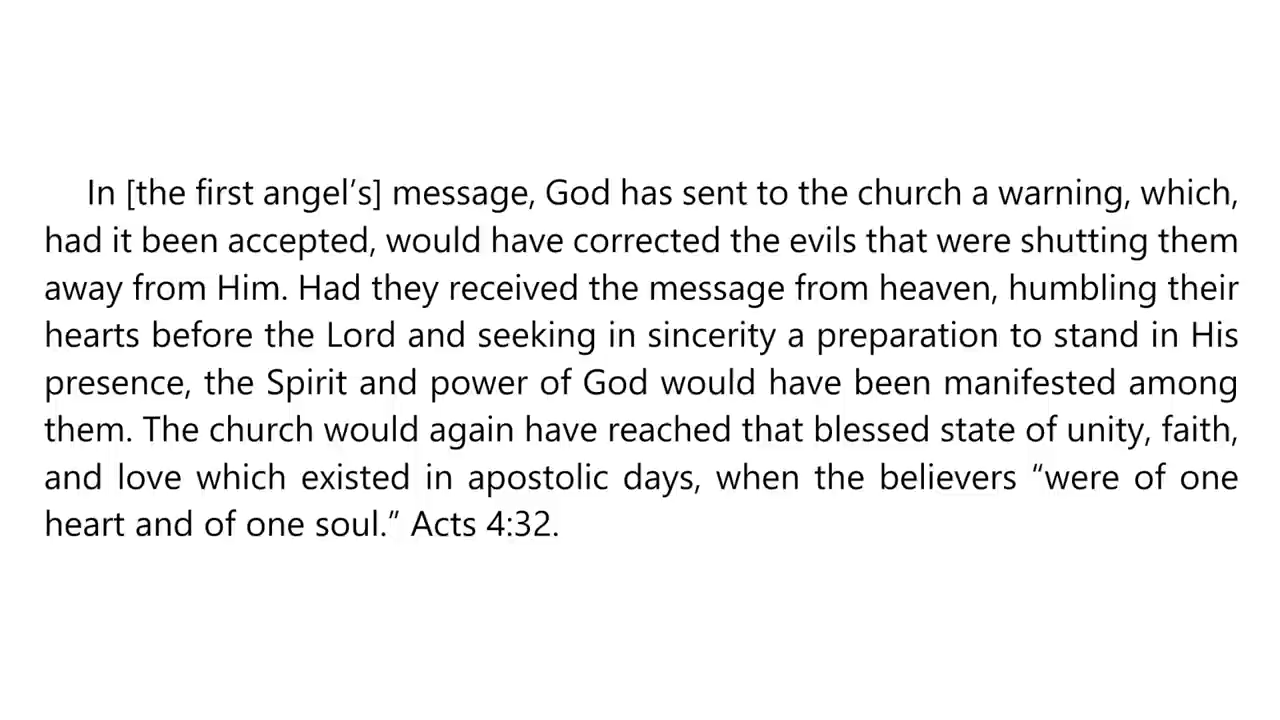 In [the first angel’s] message, God has sent to the church a warning, which,
had it been accepted, would have corrected the evils that were shutting them
away from Him. Had they received the message from heaven, humbling their
hearts before the Lord and seeking in sincerity a preparation to stand in His
presence, the Spirit and power of God would have been manifested among
them. The church would again have reached that blessed state of unity, faith,
and love which existed in apostolic days, when the believers “were of one
heart and of one soul.” Acts 4:32.